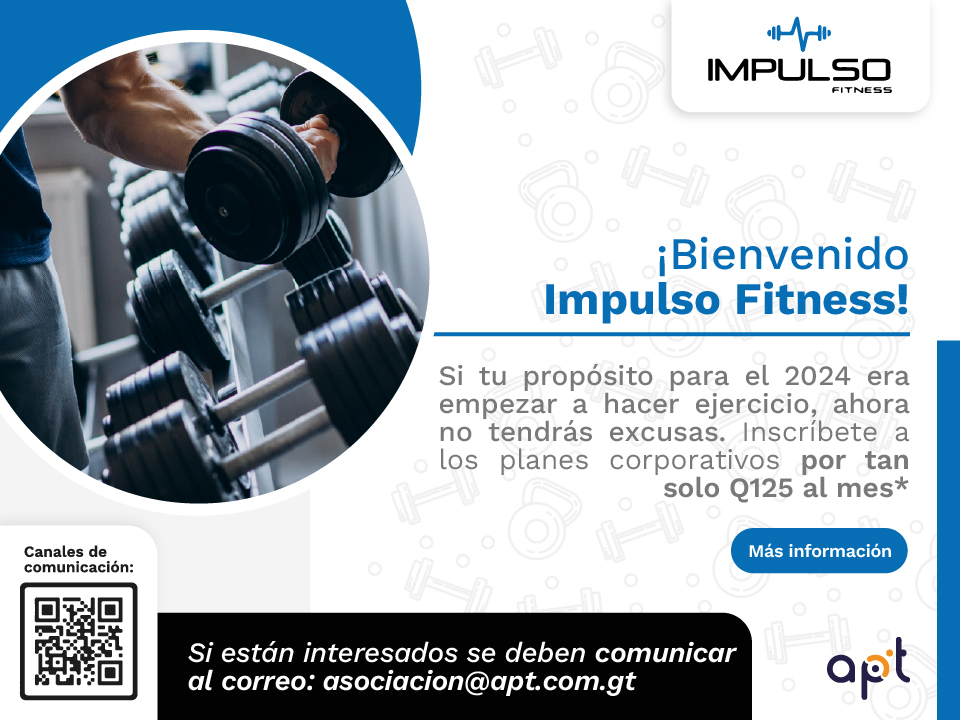 IMPULSO
FITNESS
¡Bienvenido
Impulso Fitness!
Si tu propósito para el 2024 era
empezar a hacer ejercicio, ahora
no tendrás excusas. Inscríbete a
los planes corporativos por tan
solo Q125 al mes*
Más información
Canales de
comunicación:
Si están interesados se deben comunicar
al correo: asociacion@apt.com.gt
apt